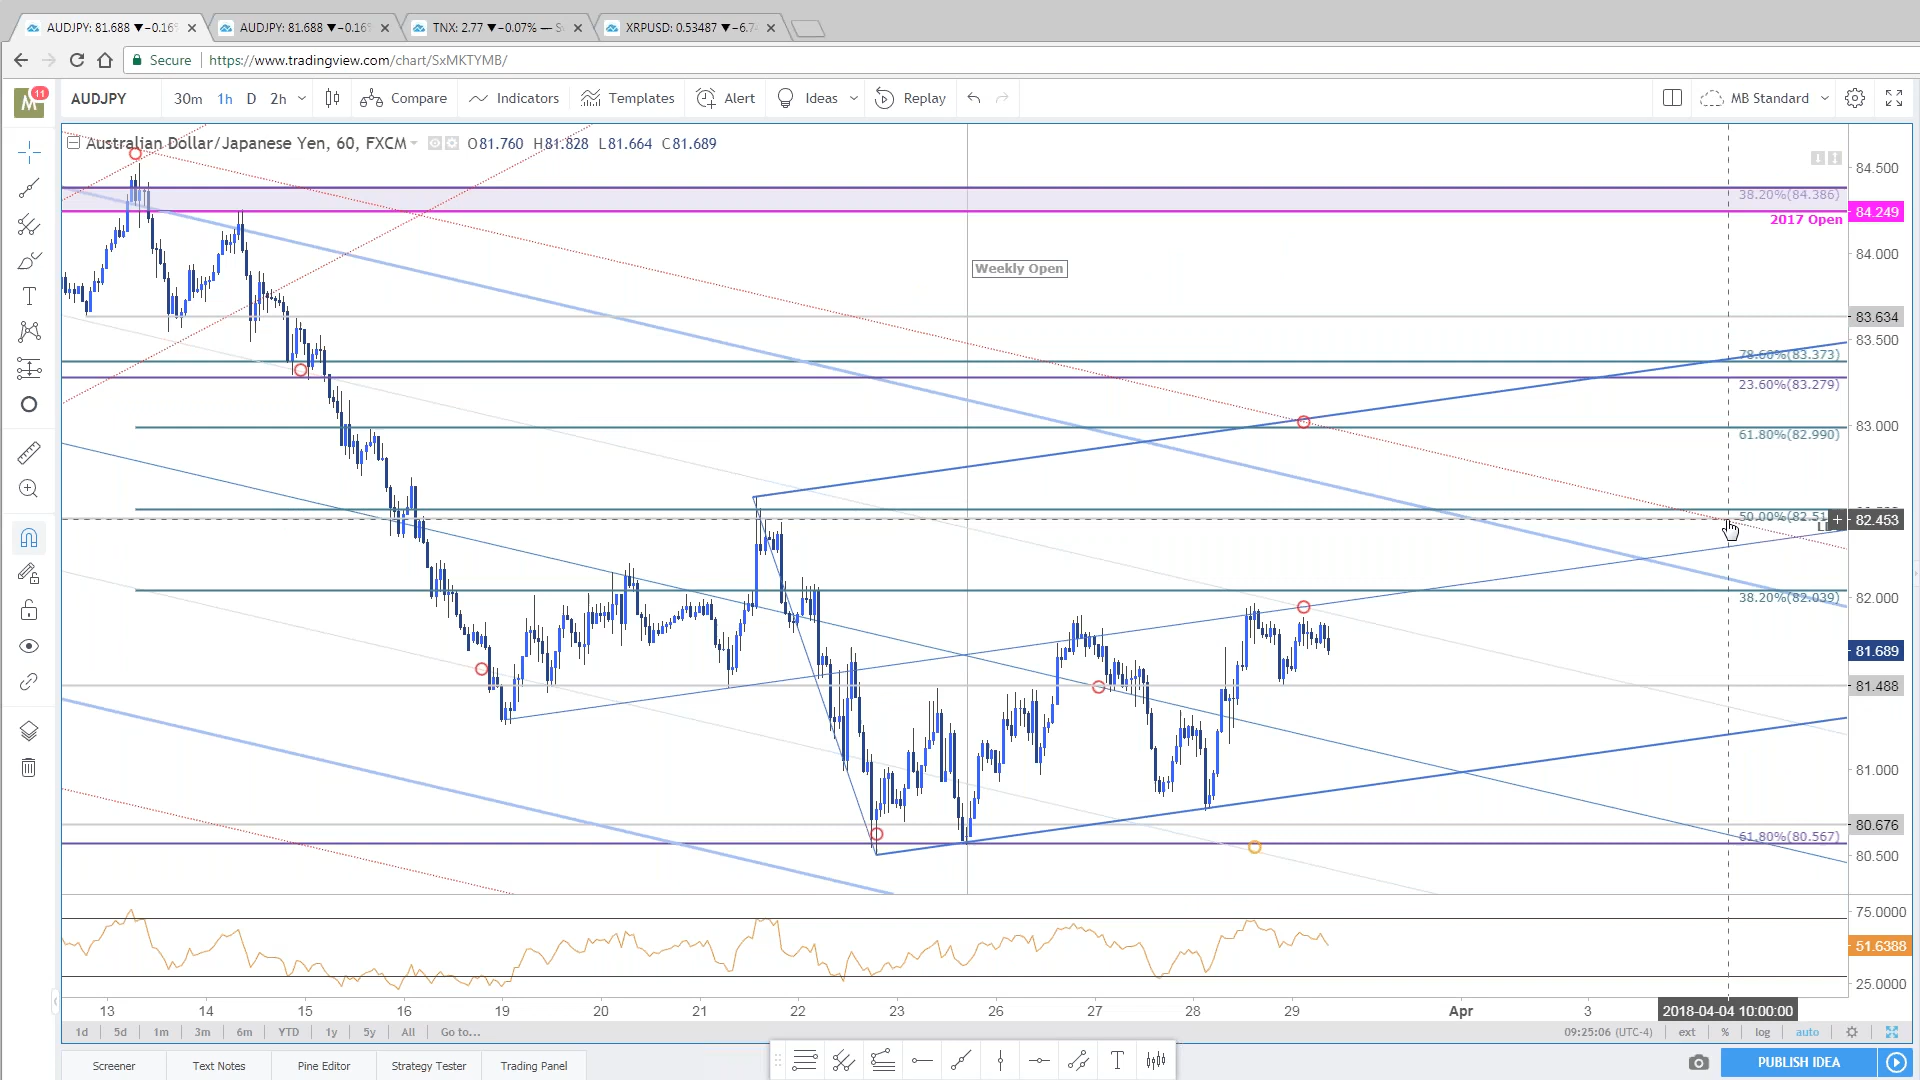 AUDJPY: 81.688 ▼−0.16% AUDJPY: 81.688 ▼−0.16% TNX: 2.77 ▼−0.07% — XRPUSD: 0.53487 ▼−6.7
Secure https://www.tradingview.com/chart/SxMKTYMB/
M 11 AUDJPY 30m 1h D 2h Compare Indicators Templates Alert Ideas Replay MB Standard
Australian Dollar/Japanese Yen, 60, FXCM O81.760 H81.828 L81.664 C81.689
84.500
38.20%(84.386)
84.249
2017 Open
84.000
Weekly Open
83.634
83.500
78.60%(83.373)
23.60%(83.279)
83.000
61.80%(82.990)
50.00%(82.51
82.453
82.000
38.20%(82.039)
81.689
81.488
81.000
80.676
61.80%(80.567)
80.500
75.0000
51.6388
25.0000
13 14 15 16 19 20 21 22 23 26 27 28 29 Apr 3 2018-04-04 10:00:00
1d 5d 1m 3m 6m YTD 1y 5y All Go to... 09:25:06 (UTC-4) ext % log auto
Screener Text Notes Pine Editor Strategy Tester Trading Panel T PUBLISH IDEA